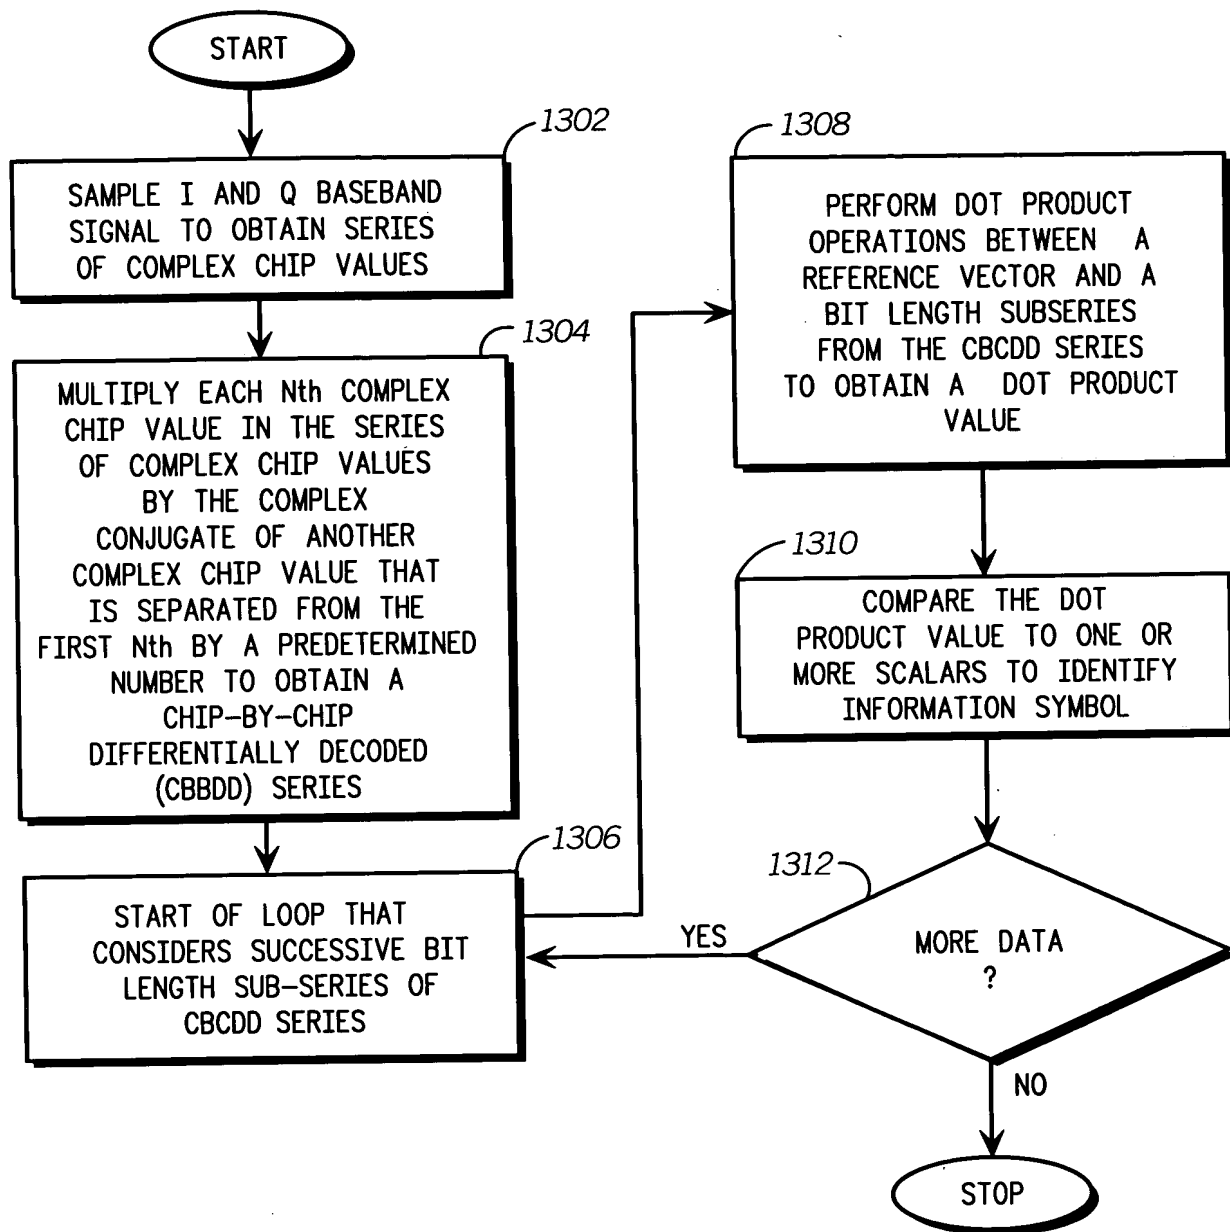 START
1302
SAMPLE I AND Q BASEBAND
SIGNAL TO OBTAIN SERIES
OF COMPLEX CHIP VALUES
1304
MULTIPLY EACH Nth COMPLEX
CHIP VALUE IN THE SERIES
OF COMPLEX CHIP VALUES
BY THE COMPLEX
CONJUGATE OF ANOTHER
COMPLEX CHIP VALUE THAT
IS SEPARATED FROM THE
FIRST Nth BY A PREDETERMINED
NUMBER TO OBTAIN A
CHIP-BY-CHIP
DIFFERENTIALLY DECODED
(CBBDD) SERIES
1306
START OF LOOP THAT
CONSIDERS SUCCESSIVE BIT
LENGTH SUB-SERIES OF
CBCDD SERIES
1308
PERFORM DOT PRODUCT
OPERATIONS BETWEEN A
REFERENCE VECTOR AND A
BIT LENGTH SUBSERIES
FROM THE CBCDD SERIES
TO OBTAIN A DOT PRODUCT
VALUE
1310
COMPARE THE DOT
PRODUCT VALUE TO ONE OR
MORE SCALARS TO IDENTIFY
INFORMATION SYMBOL
1312
MORE DATA
?
YES
NO
STOP